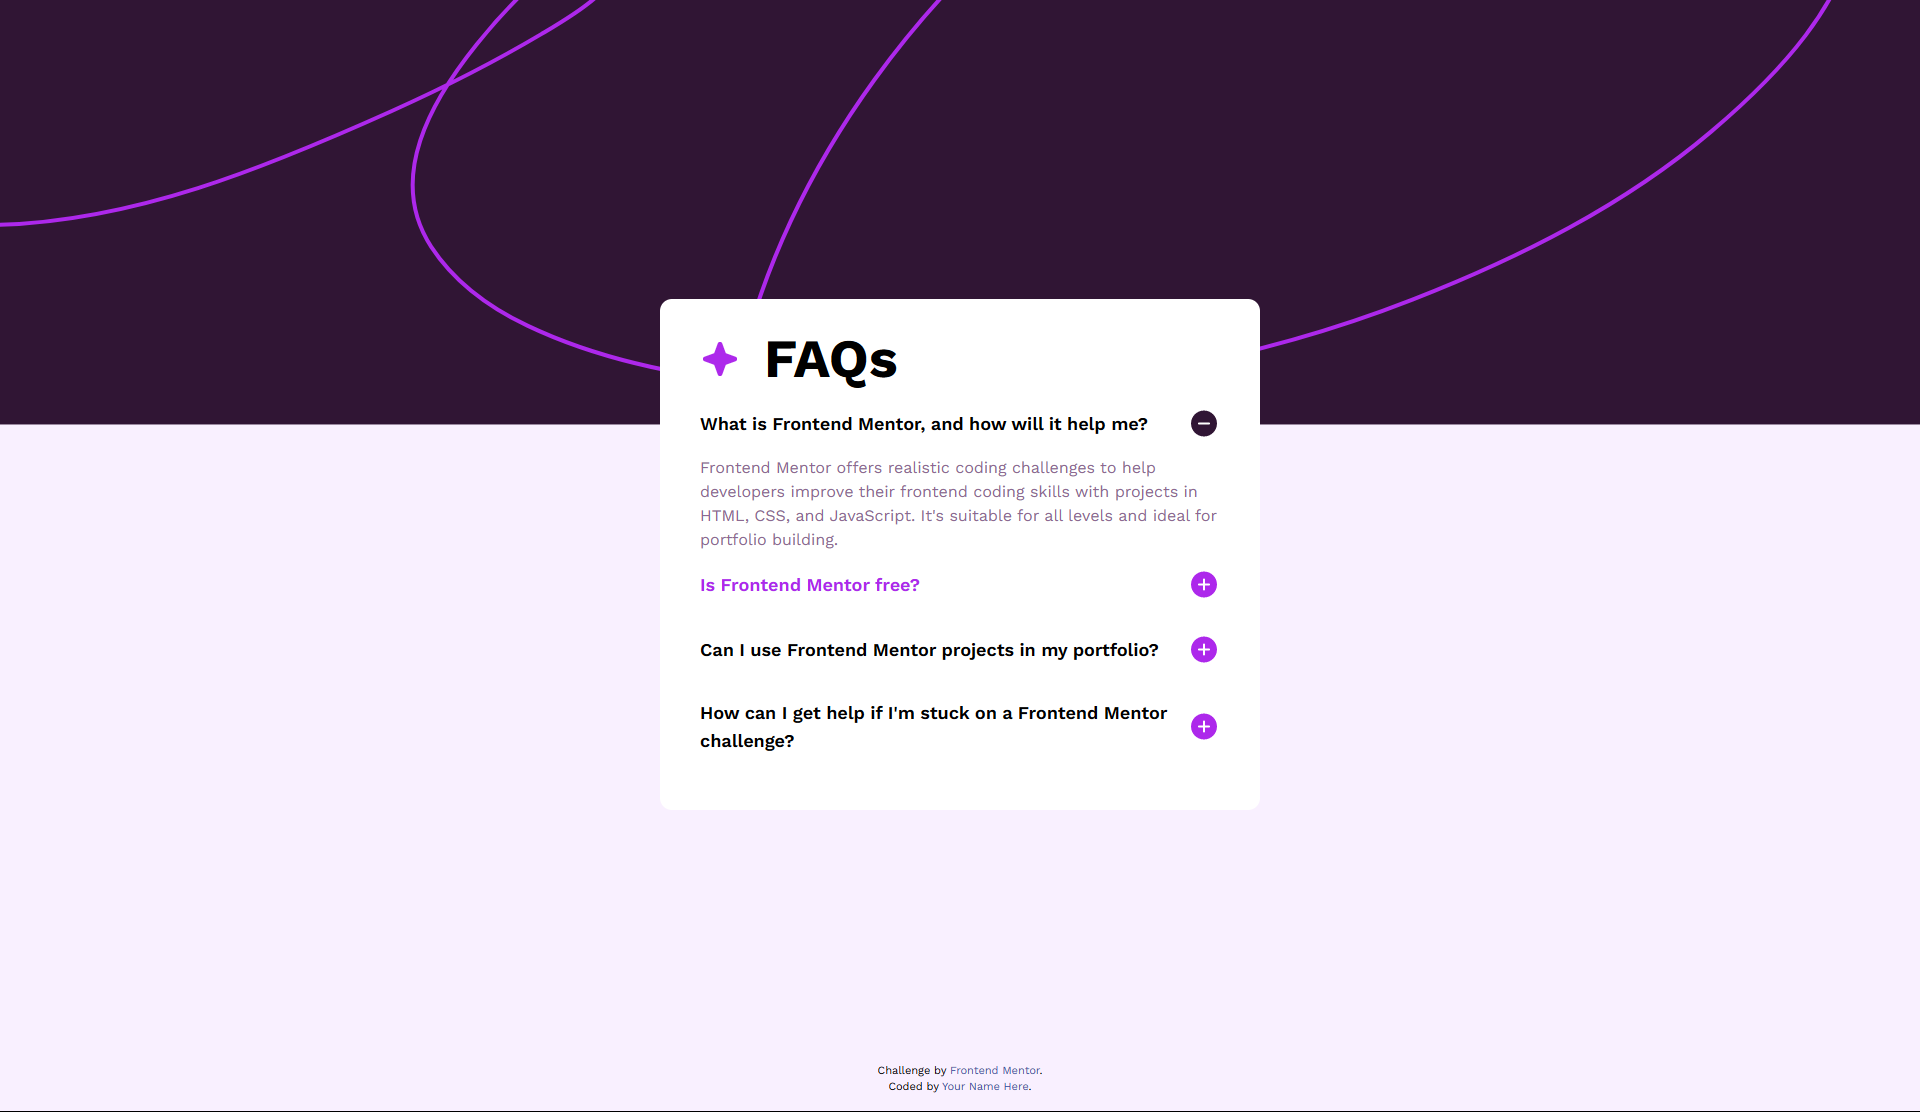 FAQs
What is Frontend Mentor, and how will it help me?
Frontend Mentor offers realistic coding challenges to help
developers improve their frontend coding skills with projects in
HTML, CSS, and JavaScript. It's suitable for all levels and ideal for
portfolio building.
Is Frontend Mentor free?
Can I use Frontend Mentor projects in my portfolio?
How can I get help if I'm stuck on a Frontend Mentor
challenge?
Challenge by Frontend Mentor.
Coded by Your Name Here.